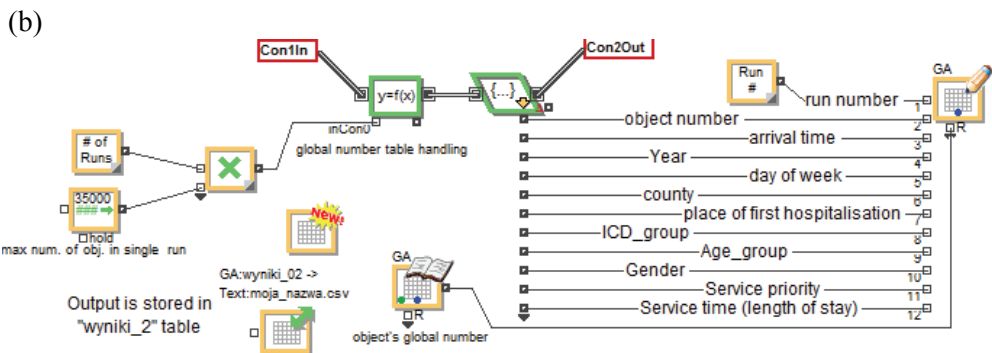 (b)
Con1In
Con2Out
y=f(x)
{...}
inCon0
global number table handling
# of
Runs
35000
###
hold
max num. of obj. in single run
New!
GA:wyniki_02 ->
Text:moja_nazwa.csv
Output is stored in
"wyniki_2" table
GA
R
object's global number
Run
#
GA
R
run number 1
object number 2
arrival time 3
Year 4
day of week 5
county 6
place of first hospitalisation 7
ICD_group 8
Age_group 9
Gender 10
Service priority 11
Service time (length of stay) 12